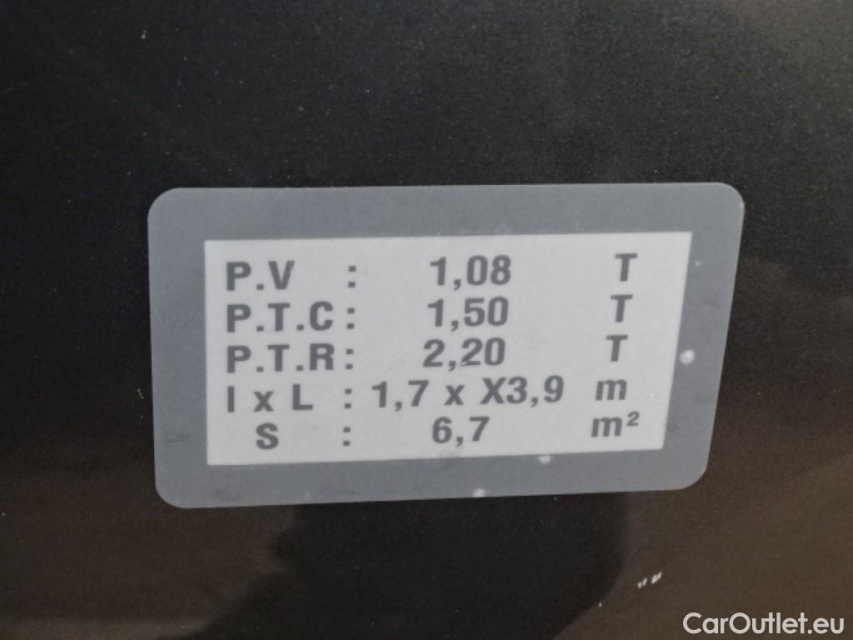 P.V : 1,08 T
P.T.C : 1,50 T
P.T.R : 2,20 T
l x L : 1,7 x X3,9 m
S : 6,7 m²
CarOutlet.eu